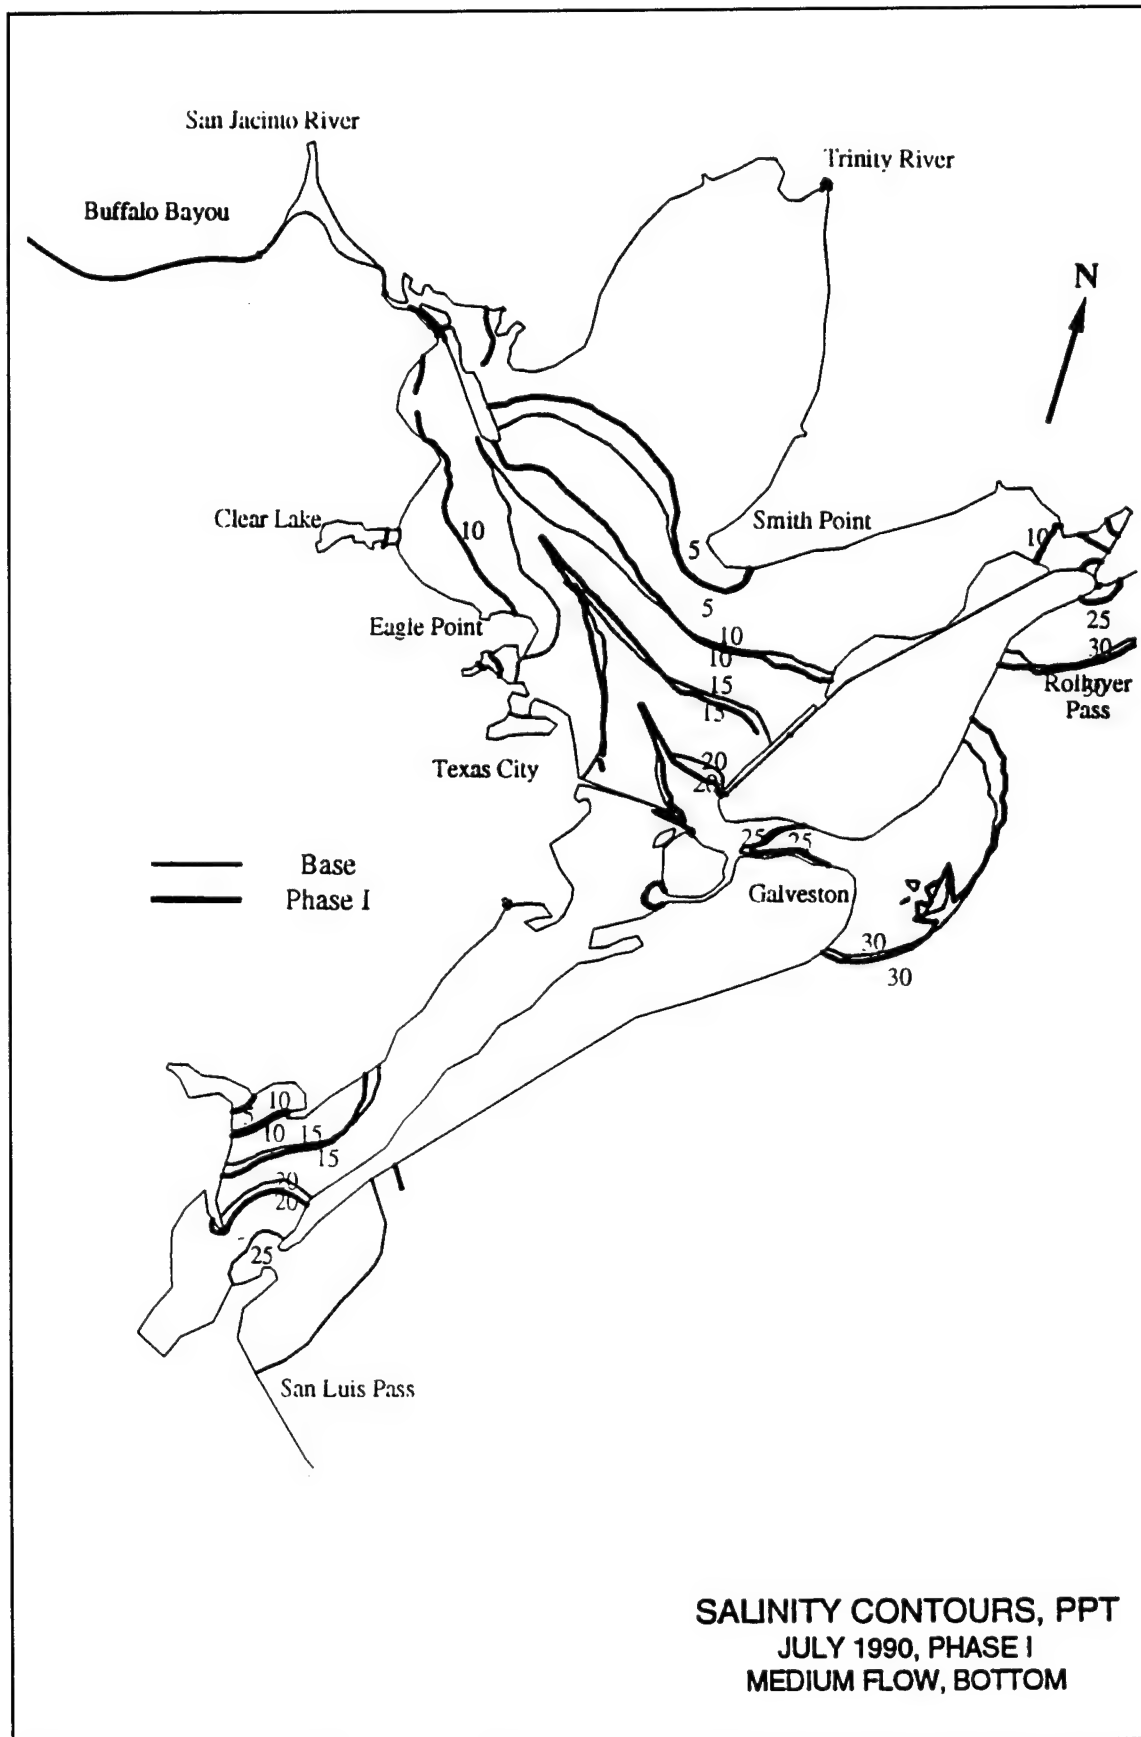 San Jacinto River
Trinity River
Buffalo Bayou
N
Clear Lake
10
Smith Point
10
5
5
25
Eagle Point
10
10
30
15
15
Pass
20
Texas City
20
25
25
Base
Phase I
Galveston
30
30
10
10
15
15
20
20
25
San Luis Pass
SALINITY CONTOURS, PPT
JULY 1990, PHASE I
MEDIUM FLOW, BOTTOM